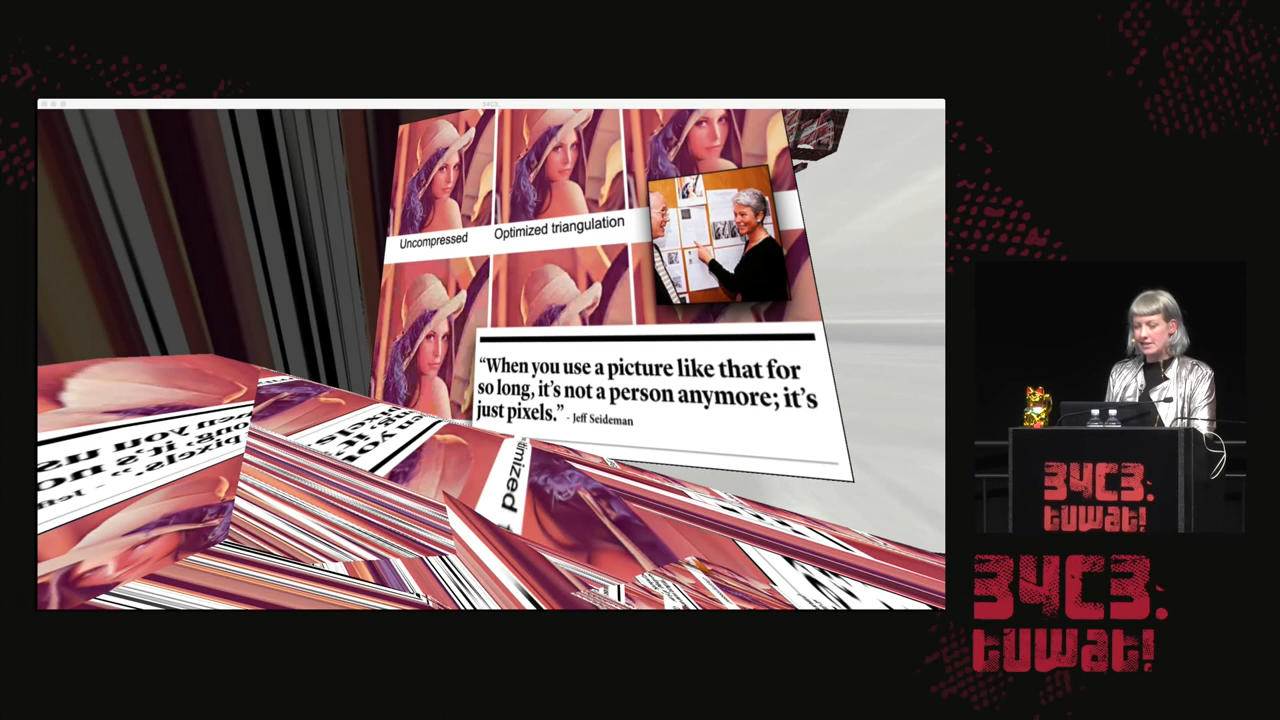 34C3_
Uncompressed
Optimized triangulation
“When you use a picture like that for
so long, it’s not a person anymore; it’s
just pixels.” - Jeff Seideman
34C3.
tuwat!
34C3.
tuwat!